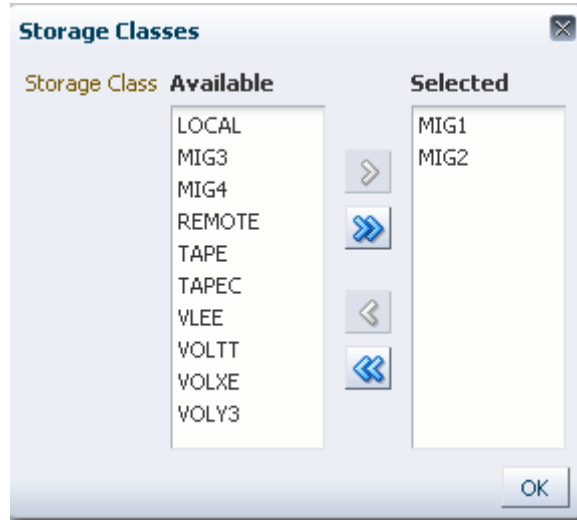 Storage Classes
Storage Class Available Selected
LOCAL MIG1
MIG3 MIG2
MIG4
REMOTE
TAPE
TAPEC
VLEE
VOLTT
VOLXE
VOLY3
OK